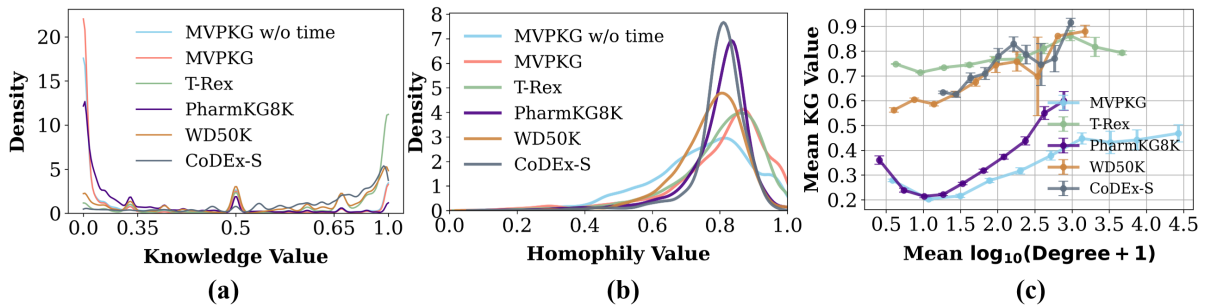 MVPKG w/o time
MVPKG
T-Rex
PharmKG8K
WD50K
CoDEx-S
Density
20
15
10
5
0
0.0 0.35 0.5 0.65 1.0
Knowledge Value
(a)
MVPKG w/o time
MVPKG
T-Rex
PharmKG8K
WD50K
CoDEx-S
Density
8
7
6
5
4
3
2
1
0
0.0 0.2 0.4 0.6 0.8 1.0
Homophily Value
(b)
Mean KG Value
0.9
0.8
0.7
0.6
0.5
0.4
0.3
0.2
MVPKG
T-Rex
PharmKG8K
WD50K
CoDEx-S
0.5 1.0 1.5 2.0 2.5 3.0 3.5 4.0 4.5
Mean log₁₀(Degree + 1)
(c)